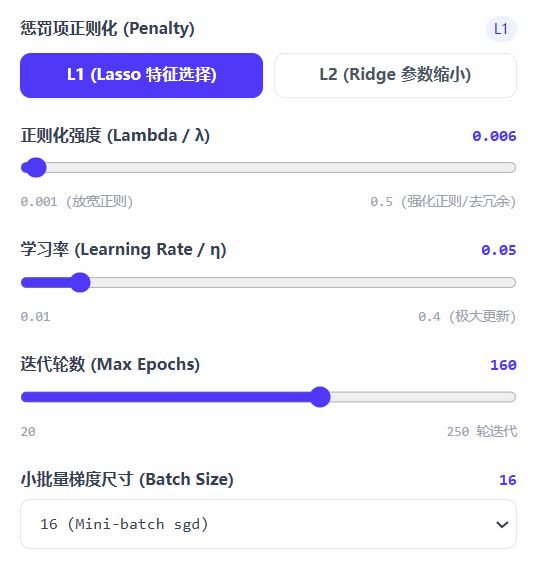 惩罚项正则化 (Penalty) L1
L1 (Lasso 特征选择) L2 (Ridge 参数缩小)
正则化强度 (Lambda / λ) 0.006
0.001 (放宽正则) 0.5 (强化正则/去冗余)
学习率 (Learning Rate / η) 0.05
0.01 0.4 (极大更新)
迭代轮数 (Max Epochs) 160
20 250 轮迭代
小批量梯度尺寸 (Batch Size) 16
16 (Mini-batch sgd)